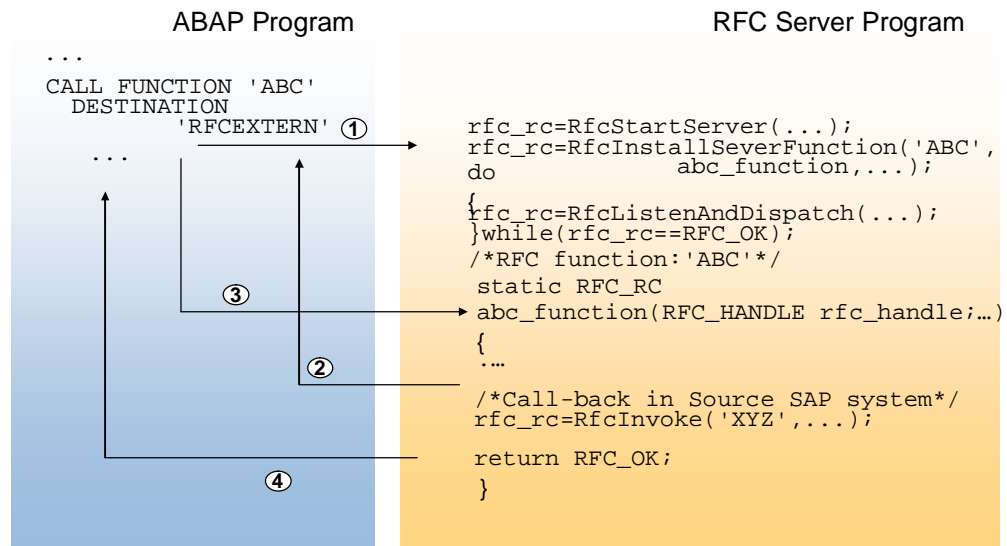 ABAP Program
...
CALL FUNCTION 'ABC'
DESTINATION
'RFCEXTERN'
...
1
3
2
4
RFC Server Program
rfc_rc=RfcStartServer(...);
rfc_rc=RfcInstallSeverFunction('ABC',
do abc_function,...);
{
rfc_rc=RfcListenAndDispatch(...);
}while(rfc_rc==RFC_OK);
/*RFC function:'ABC'*/
static RFC_RC
abc_function(RFC_HANDLE rfc_handle;…)
{
.…
/*Call-back in Source SAP system*/
rfc_rc=RfcInvoke('XYZ',...);
return RFC_OK;
}